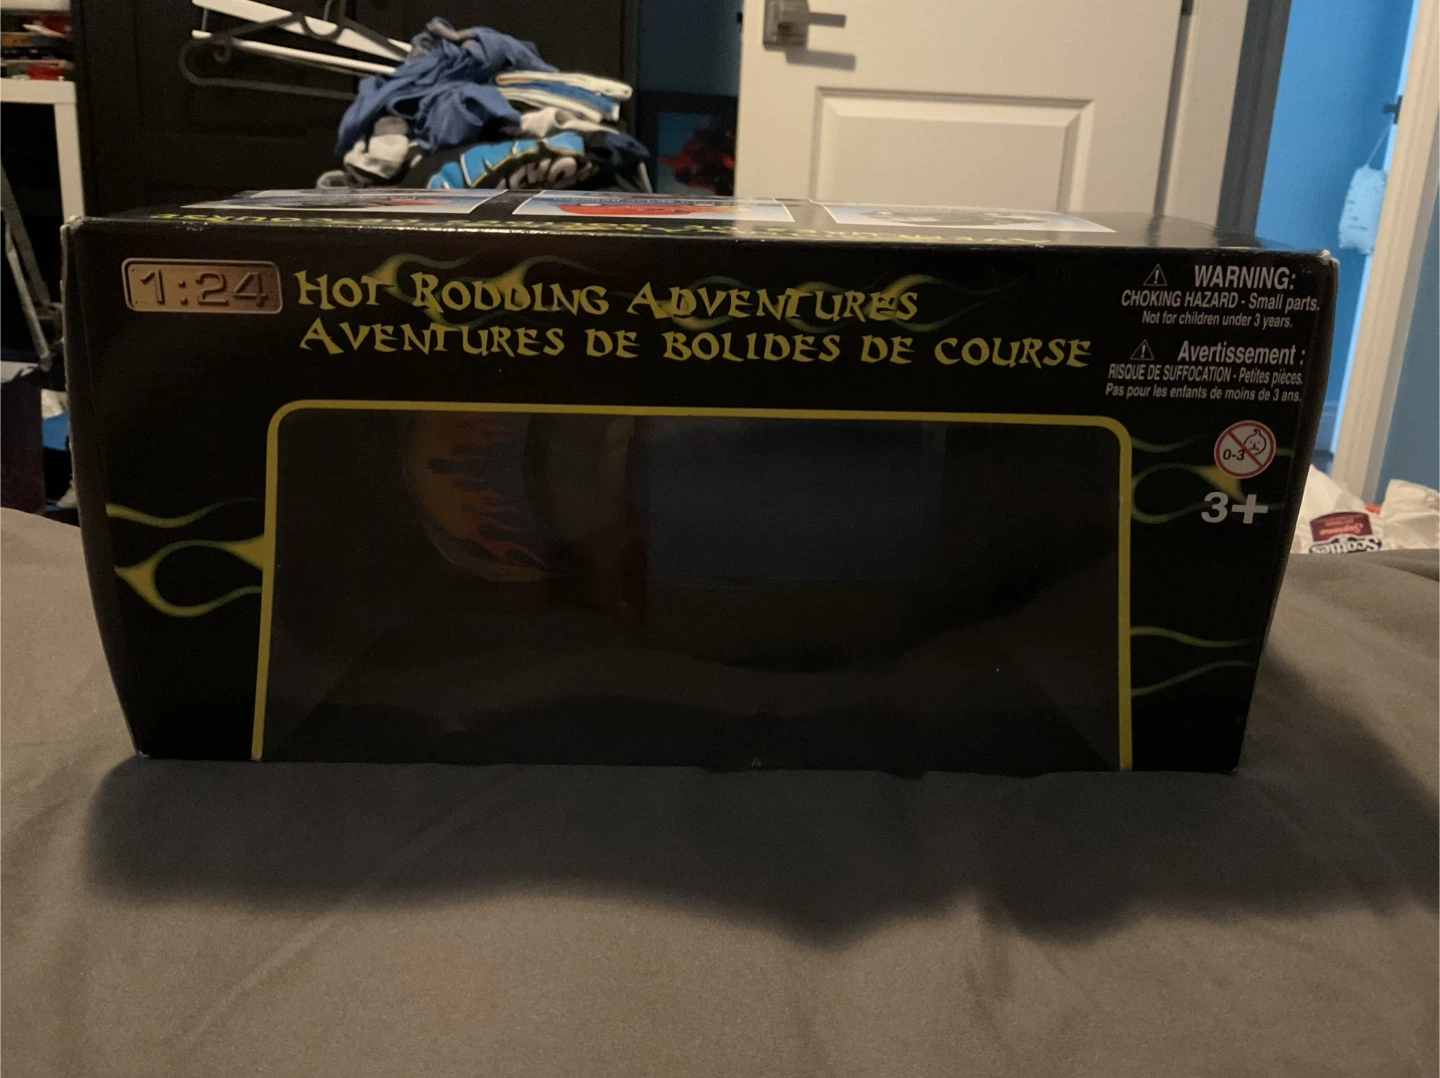 1:24
HOT RODDING ADVENTURES
AVENTURES DE BOLIDES DE COURSE
WARNING:
CHOKING HAZARD - Small parts.
Not for children under 3 years.
Avertissement :
RISQUE DE SUFFOCATION - Petites pièces.
Pas pour les enfants de moins de 3 ans.
0-3
3+
Scotties
Supreme